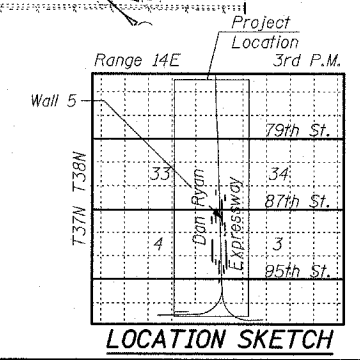 Project
Location
Range 14E
3rd P.M.
Wall 5
79th St.
T38N
33
34
87th St.
Dan Ryan
Expressway
T37N
4
3
95th St.
LOCATION SKETCH